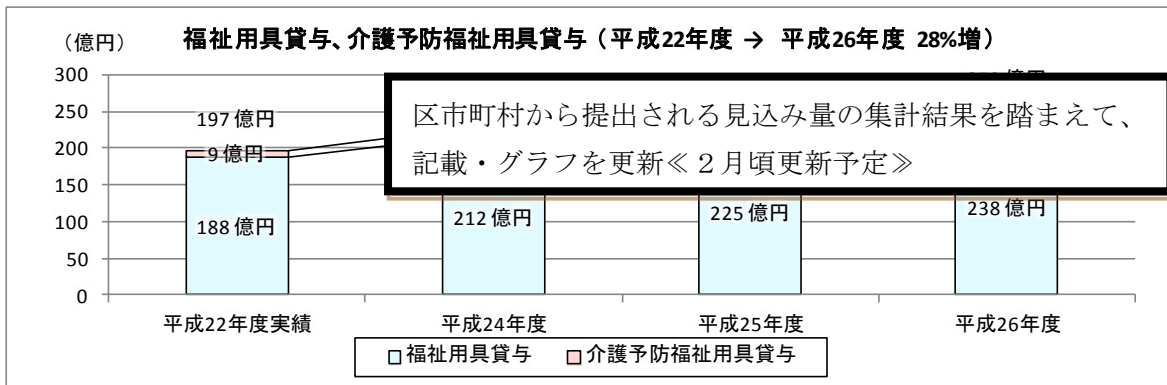 福祉用具貸与、介護予防福祉用具貸与（平成22年度 → 平成26年度 28%増）
（億円）
300
250
200
150
100
50
0
区市町村から提出される見込み量の集計結果を踏まえて、
記載・グラフを更新≪２月頃更新予定≫
197億円
9億円
188億円
212億円
225億円
238億円
平成22年度実績
平成24年度
平成25年度
平成26年度
福祉用具貸与
介護予防福祉用具貸与